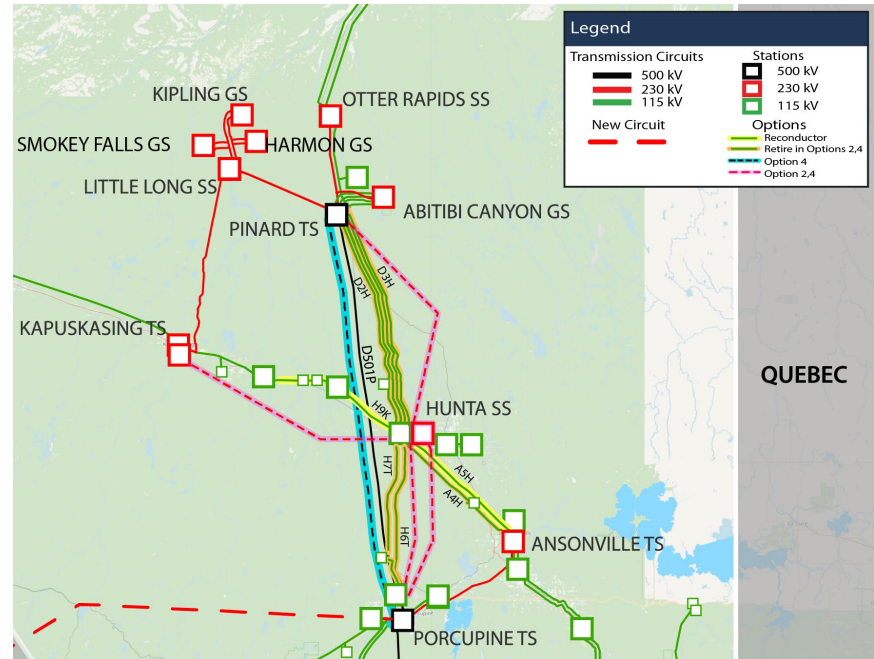 Legend
Transmission Circuits
500 kV
230 kV
115 kV
New Circuit
Stations
500 kV
230 kV
115 kV
Options
Reconductor
Retire in Options 2,4
Option 4
Option 2,4
KIPLING GS
OTTER RAPIDS SS
SMOKEY FALLS GS
HARMON GS
LITTLE LONG SS
ABITIBI CANYON GS
PINARD TS
D3H
D2H
KAPUSKASING TS
D501P
QUEBEC
H9K
HUNTA SS
H7T
A5H
A4H
H6T
ANSONVILLE TS
PORCUPINE TS